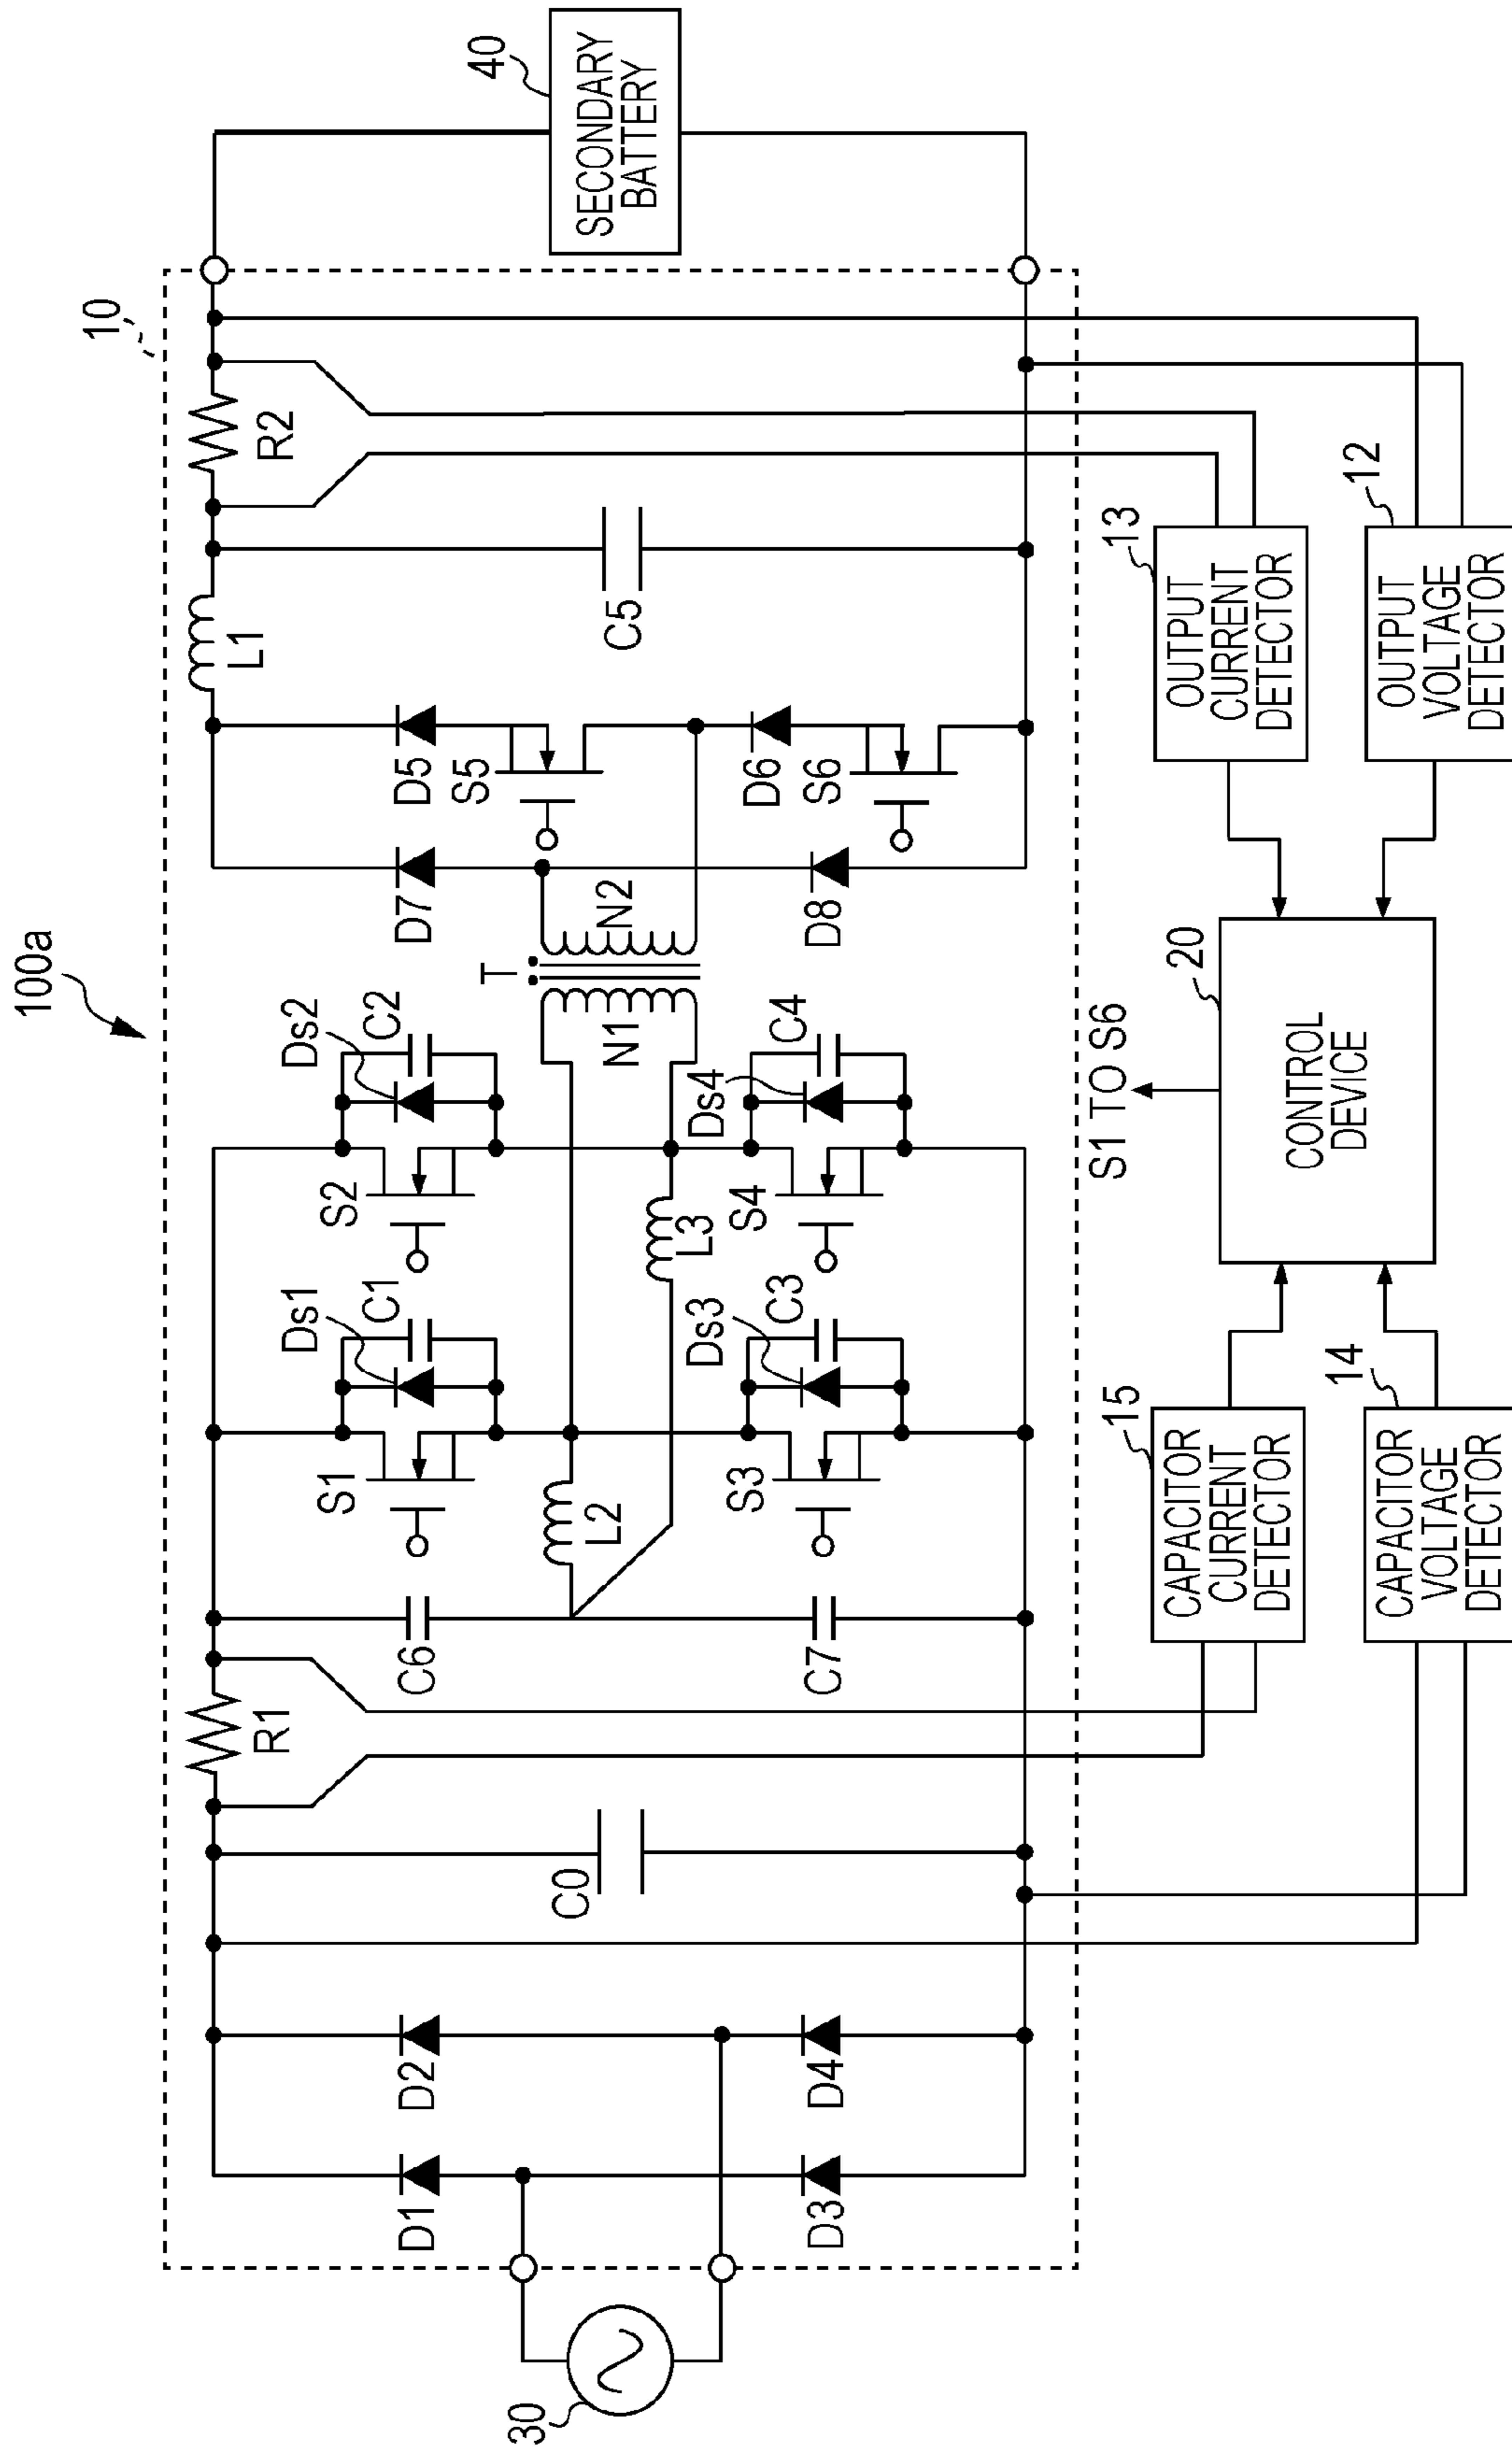 100a
10
40
SECONDARY
BATTERY
R1
R2
L1
D1
D2
C6
S1
Ds1
C1
S2
Ds2
C2
D7
D5
S5
30
C0
L2
L3
T
N1
N2
C5
D3
D4
C7
S3
Ds3
C3
S4
Ds4
C4
D8
D6
S6
S1 TO S6
15
CAPACITOR
CURRENT
DETECTOR
14
CAPACITOR
VOLTAGE
DETECTOR
20
CONTROL
DEVICE
13
OUTPUT
CURRENT
DETECTOR
12
OUTPUT
VOLTAGE
DETECTOR